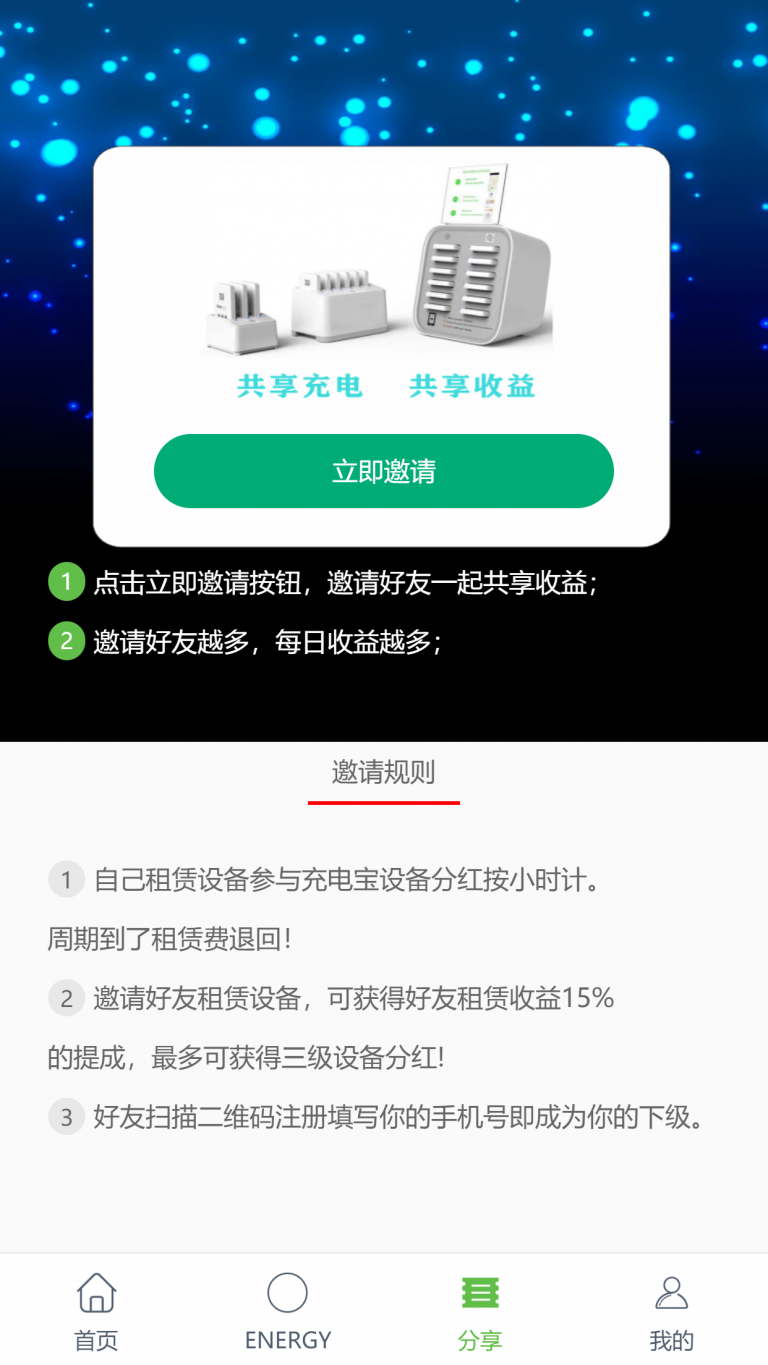 共享充电 共享收益
立即邀请
1 点击立即邀请按钮，邀请好友一起共享收益；
2 邀请好友越多，每日收益越多；
邀请规则
1 自己租赁设备参与充电宝设备分红按小时计。
周期到了租赁费退回！
2 邀请好友租赁设备，可获得好友租赁收益15%
的提成，最多可获得三级设备分红!
3 好友扫描二维码注册填写你的手机号即成为你的下级。
首页 ENERGY 分享 我的